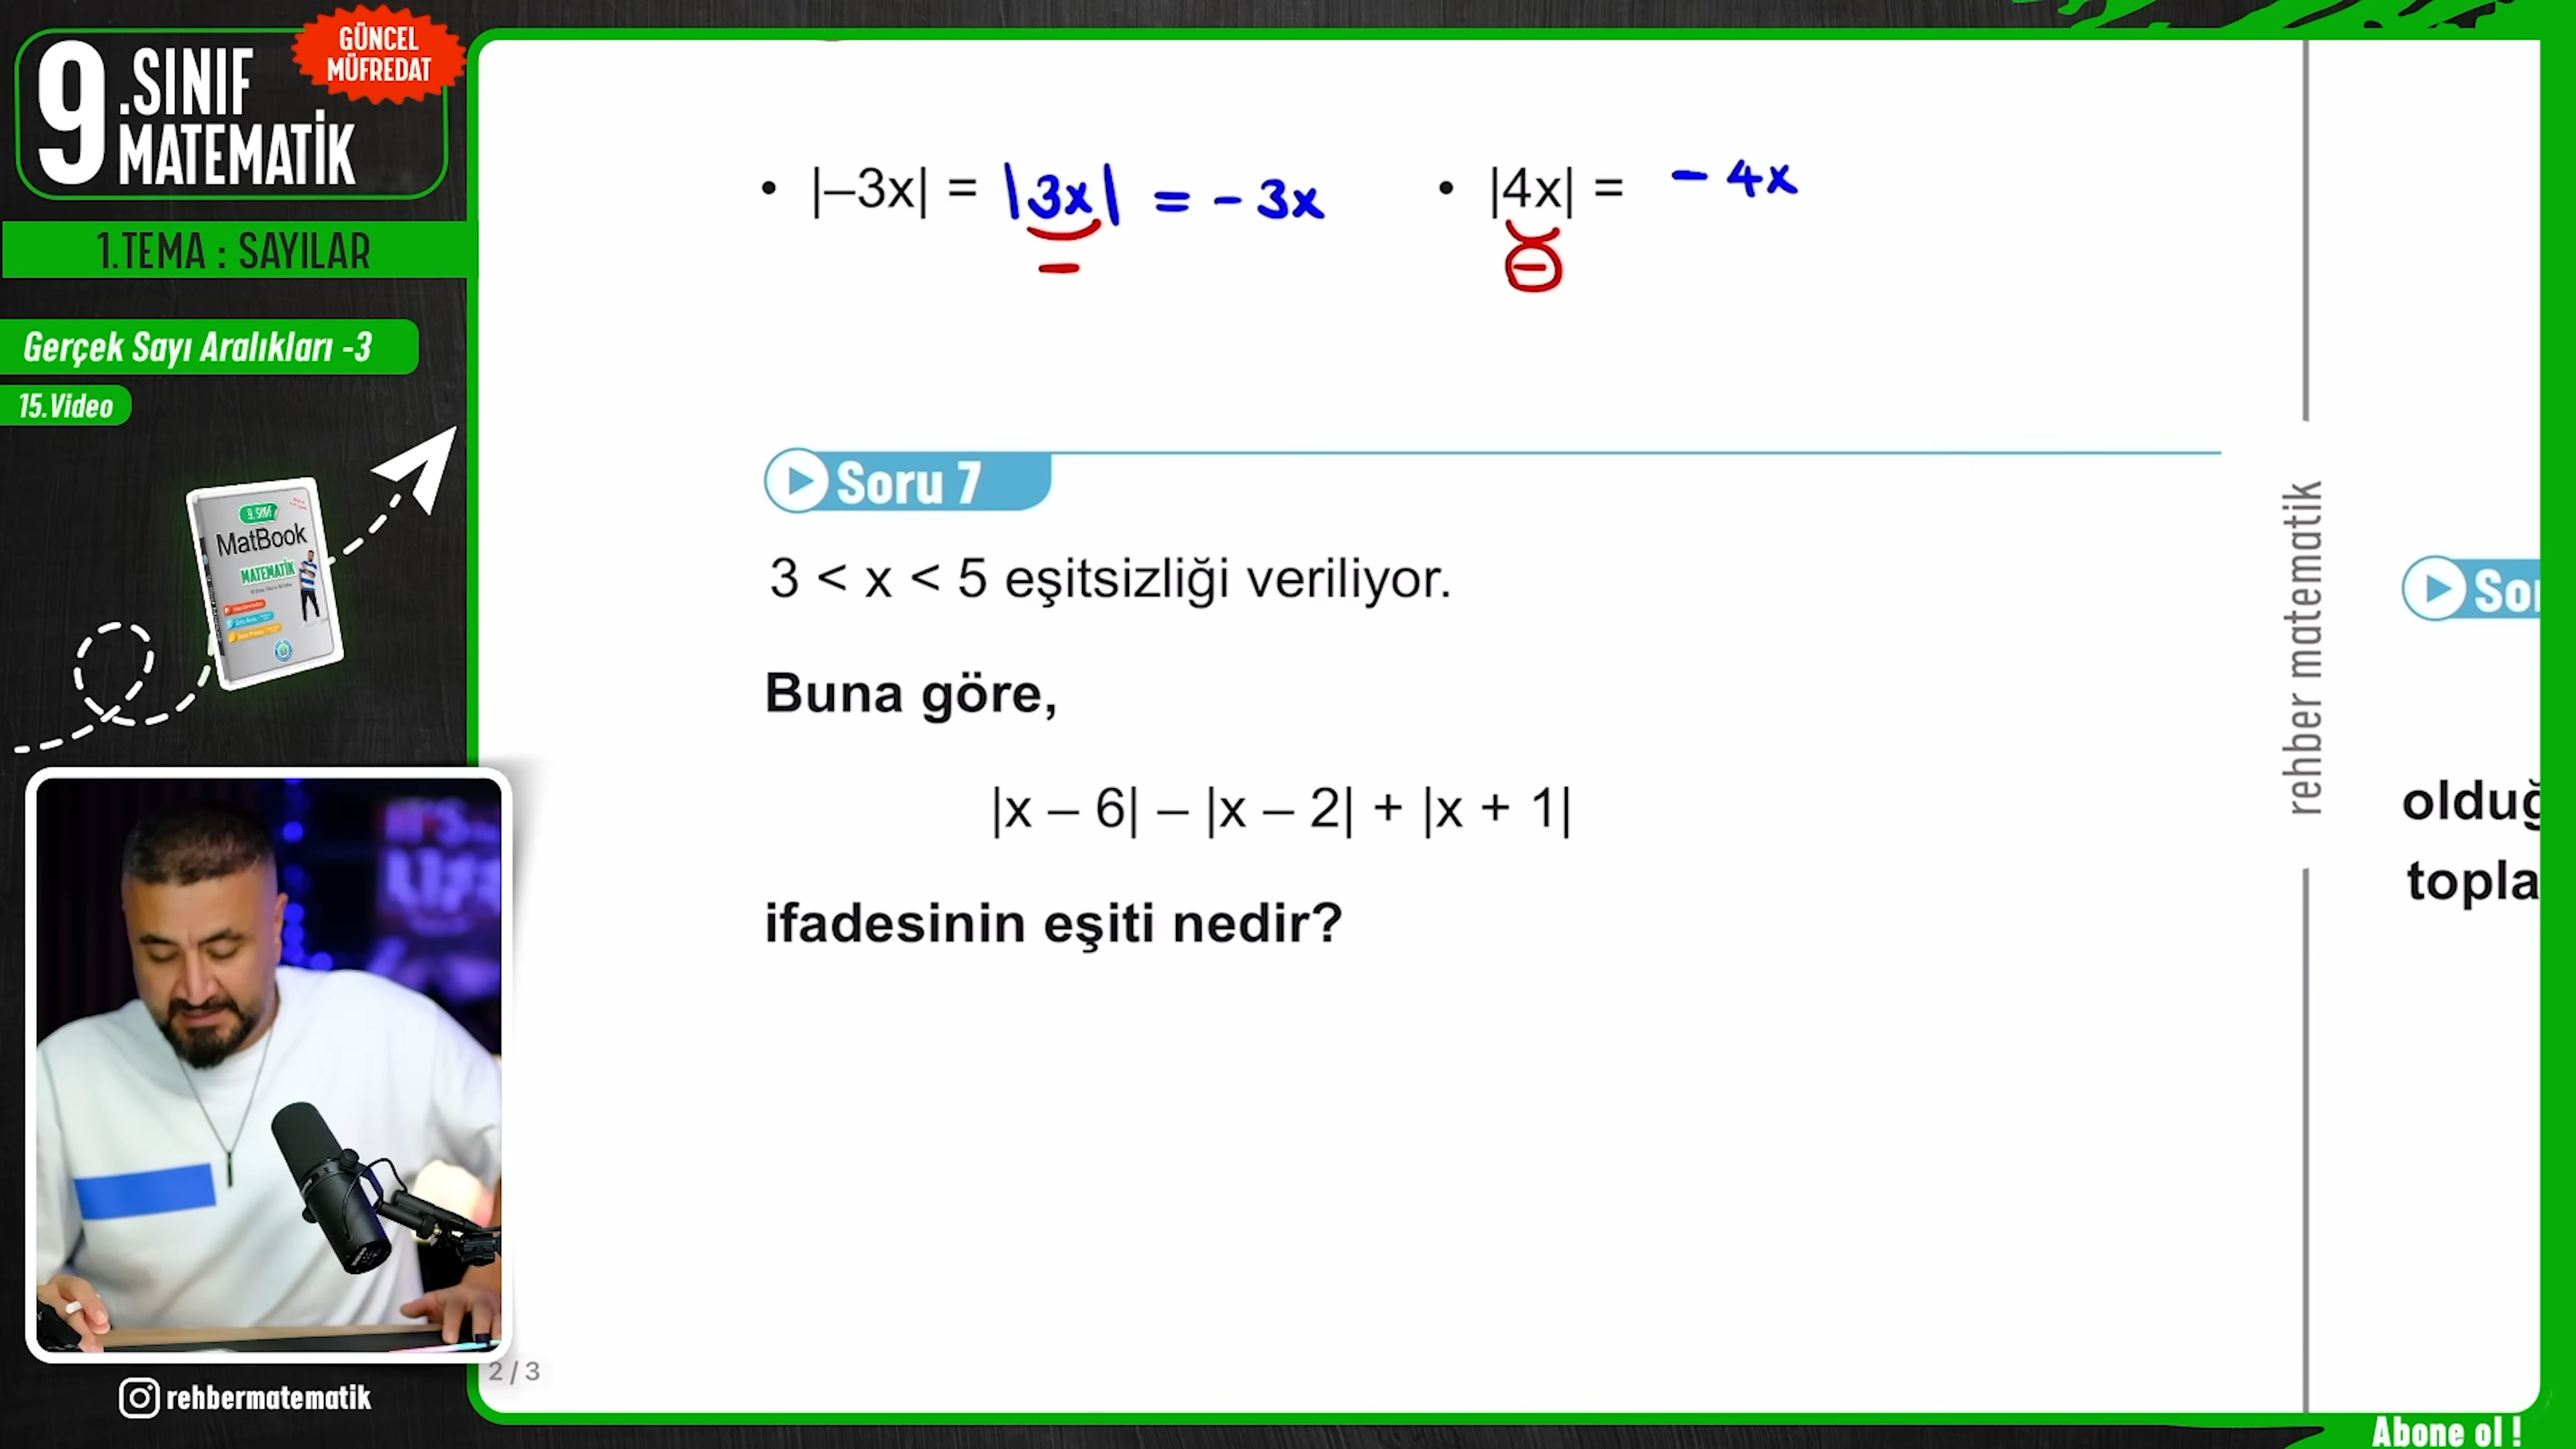 9.SINIF
MATEMATİK
GÜNCEL
MÜFREDAT
1.TEMA : SAYILAR
Gerçek Sayı Aralıkları -3
15.Video
9. SINIF
MatBook
MATEMATİK
rehbermatematik
• |–3x| = |3x| = - 3x
–
• |4x| = - 4x
–
Soru 7
3 < x < 5 eşitsizliği veriliyor.
Buna göre,
|x – 6| – |x – 2| + |x + 1|
ifadesinin eşiti nedir?
2 / 3
rehber matematik
Sor
olduğ
topla
Abone ol !